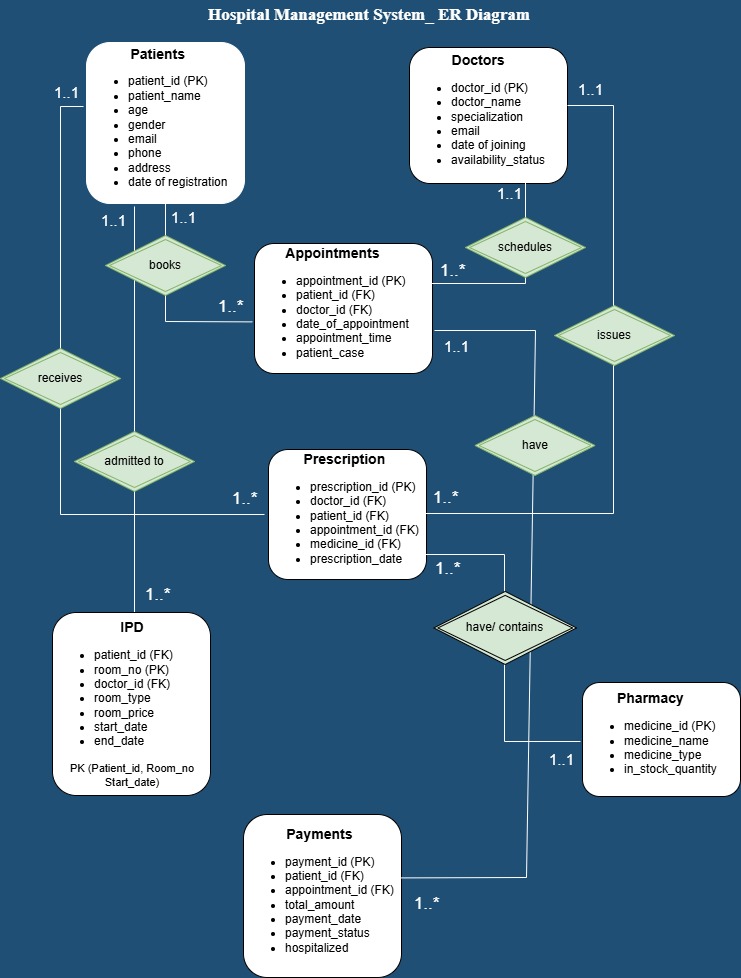 Hospital Management System_ ER Diagram
Patients
patient_id (PK)
patient_name
age
gender
email
phone
address
date of registration
Doctors
doctor_id (PK)
doctor_name
specialization
email
date of joining
availability_status
1..1
1..1
1..1
1..1
1..1
books
schedules
Appointments
appointment_id (PK)
patient_id (FK)
doctor_id (FK)
date_of_appointment
appointment_time
patient_case
1..*
1..*
1..1
issues
receives
admitted to
have
Prescription
prescription_id (PK)
doctor_id (FK)
patient_id (FK)
appointment_id (FK)
medicine_id (FK)
prescription_date
1..*
1..*
1..*
1..*
have/ contains
IPD
patient_id (FK)
room_no (PK)
doctor_id (FK)
room_type
room_price
start_date
end_date
PK (Patient_id, Room_no
Start_date)
Pharmacy
medicine_id (PK)
medicine_name
medicine_type
in_stock_quantity
1..1
Payments
payment_id (PK)
patient_id (FK)
appointment_id (FK)
total_amount
payment_date
payment_status
hospitalized
1..*